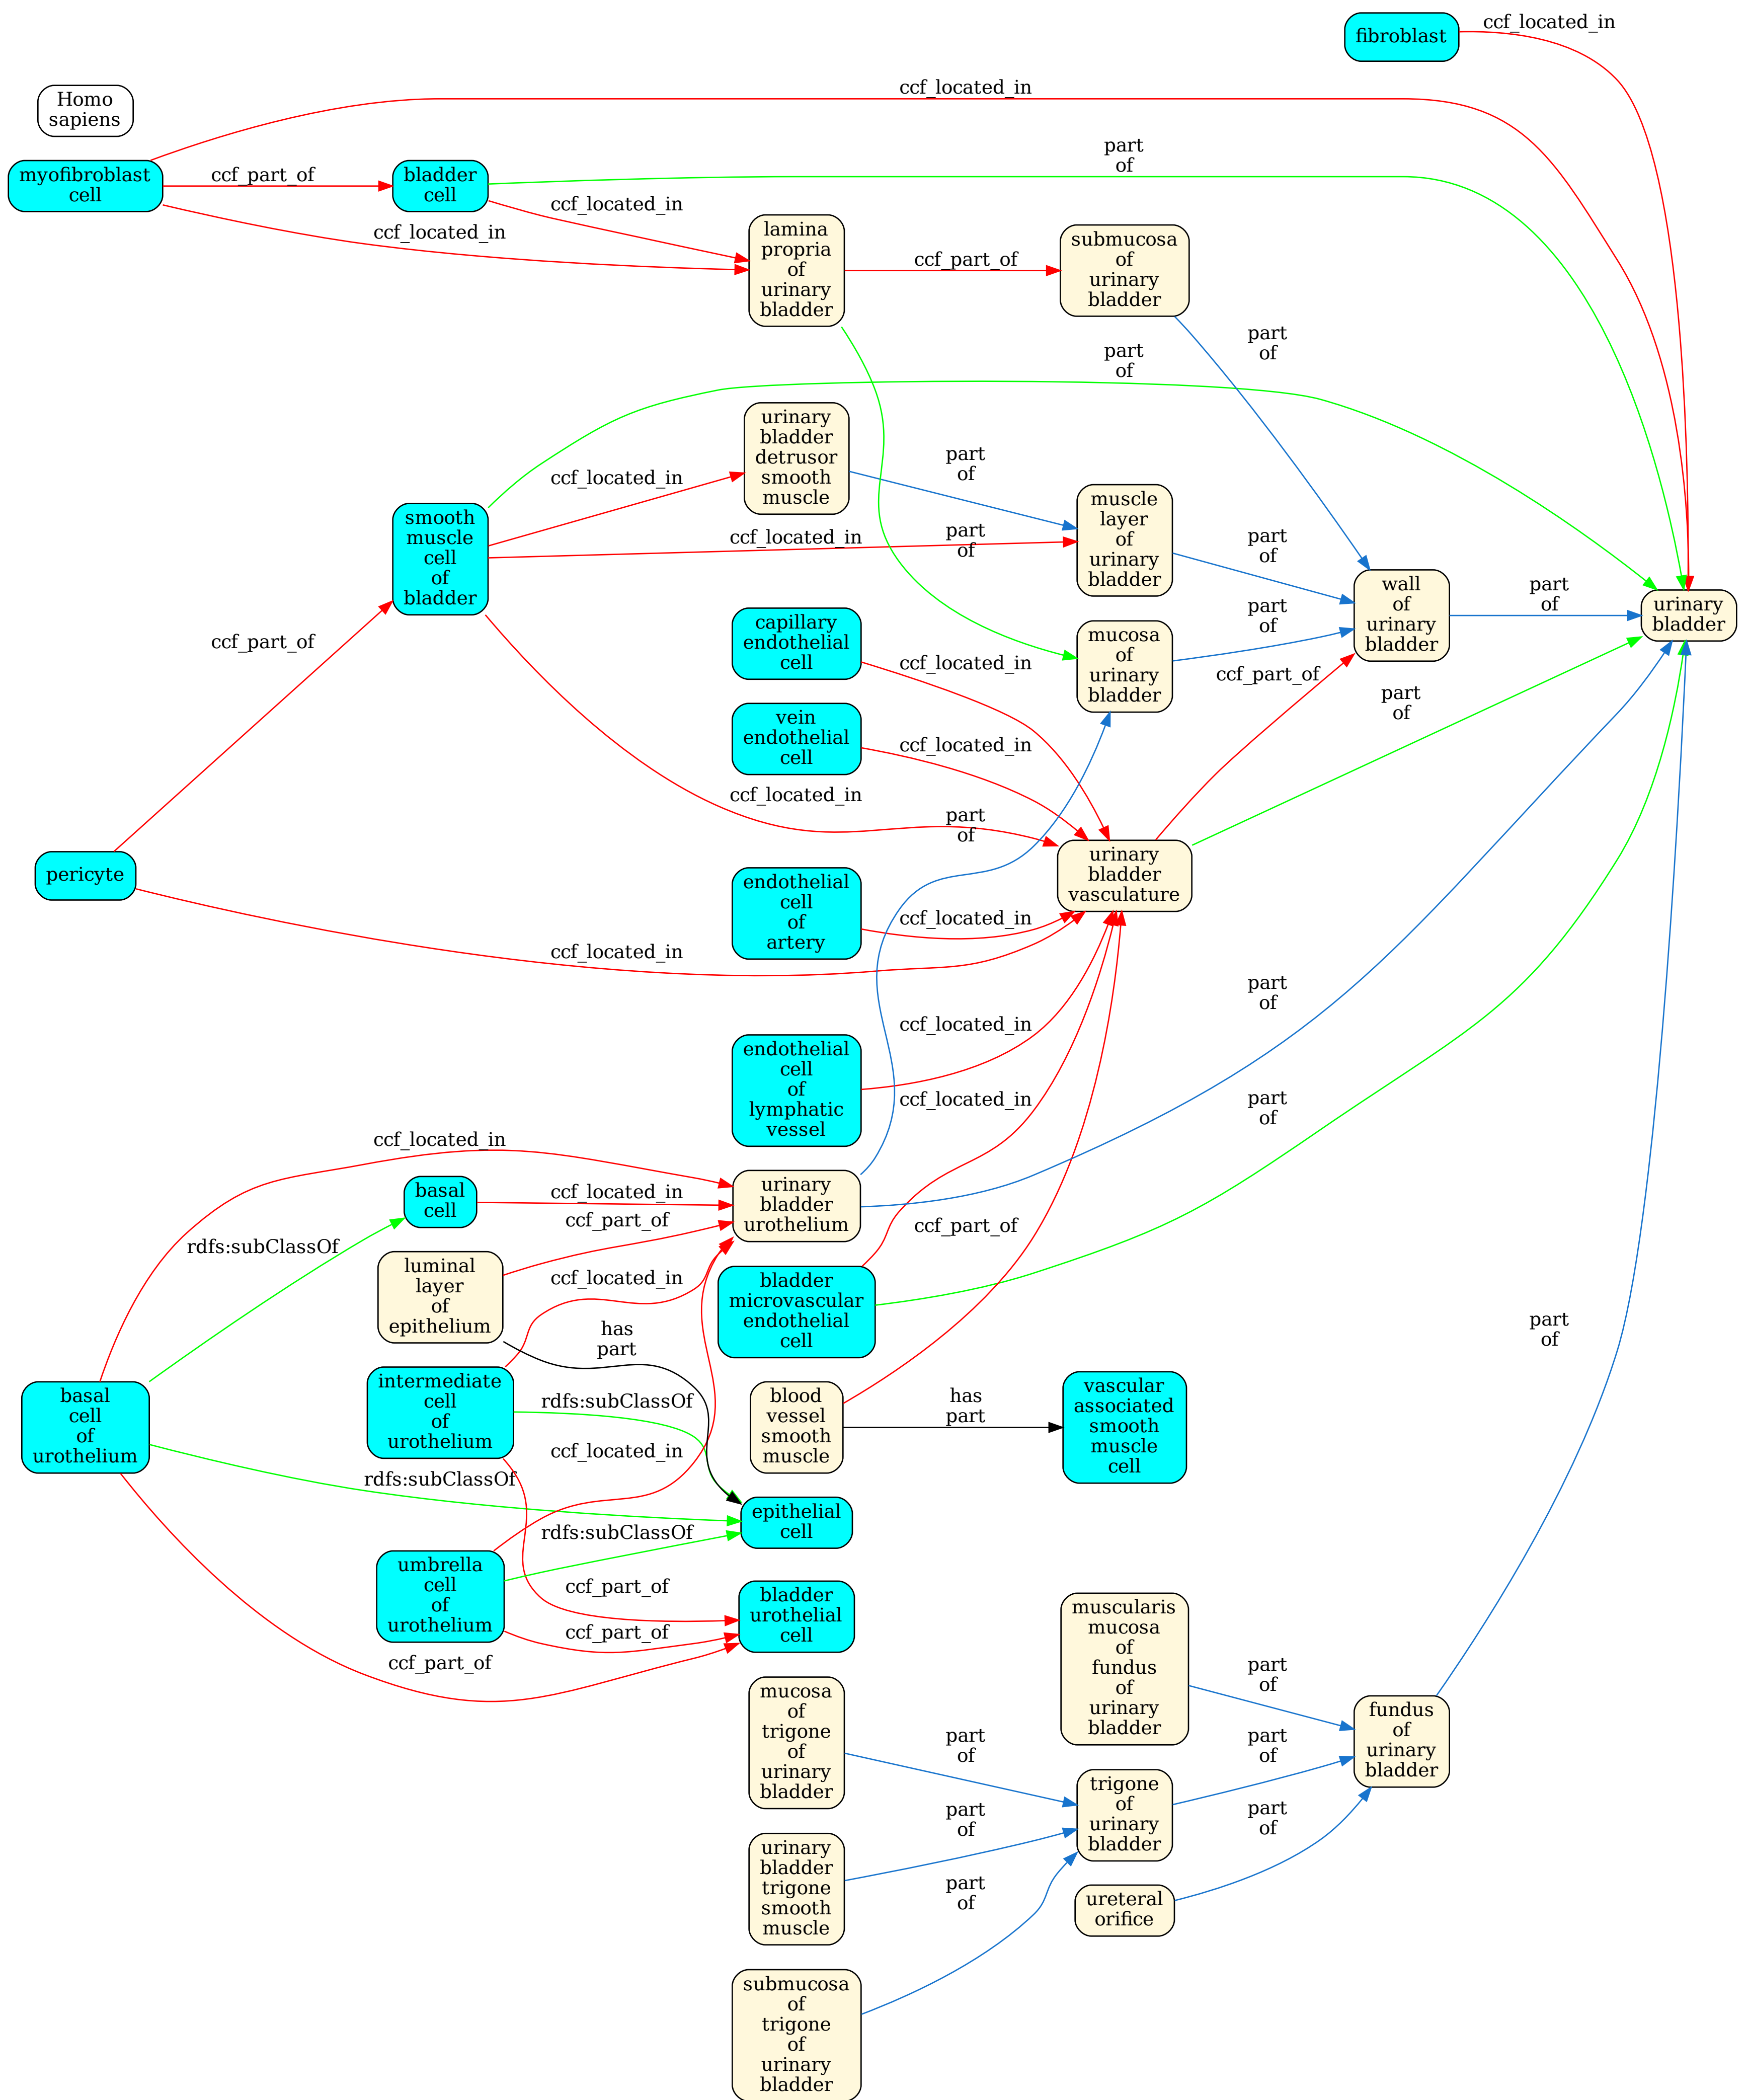 fibroblast
ccf_located_in
Homo
sapiens
ccf_located_in
myofibroblast
cell
ccf_part_of
bladder
cell
part
of
ccf_located_in
ccf_located_in
lamina
propria
of
urinary
bladder
ccf_part_of
submucosa
of
urinary
bladder
part
of
part
of
urinary
bladder
detrusor
smooth
muscle
part
of
ccf_located_in
smooth
muscle
cell
of
bladder
ccf_located_in
part
of
muscle
layer
of
urinary
bladder
part
of
wall
of
urinary
bladder
part
of
urinary
bladder
ccf_part_of
capillary
endothelial
cell
ccf_located_in
mucosa
of
urinary
bladder
part
of
ccf_part_of
part
of
vein
endothelial
cell
ccf_located_in
ccf_located_in
part
of
urinary
bladder
vasculature
pericyte
endothelial
cell
of
artery
ccf_located_in
ccf_located_in
part
of
endothelial
cell
of
lymphatic
vessel
ccf_located_in
ccf_located_in
part
of
ccf_located_in
basal
cell
ccf_located_in
urinary
bladder
urothelium
ccf_part_of
ccf_part_of
rdfs:subClassOf
luminal
layer
of
epithelium
ccf_located_in
bladder
microvascular
endothelial
cell
has
part
part
of
basal
cell
of
urothelium
intermediate
cell
of
urothelium
rdfs:subClassOf
blood
vessel
smooth
muscle
has
part
vascular
associated
smooth
muscle
cell
ccf_located_in
rdfs:subClassOf
epithelial
cell
rdfs:subClassOf
umbrella
cell
of
urothelium
ccf_part_of
bladder
urothelial
cell
ccf_part_of
ccf_part_of
muscularis
mucosa
of
fundus
of
urinary
bladder
part
of
fundus
of
urinary
bladder
mucosa
of
trigone
of
urinary
bladder
part
of
part
of
trigone
of
urinary
bladder
part
of
urinary
bladder
trigone
smooth
muscle
part
of
part
of
ureteral
orifice
submucosa
of
trigone
of
urinary
bladder